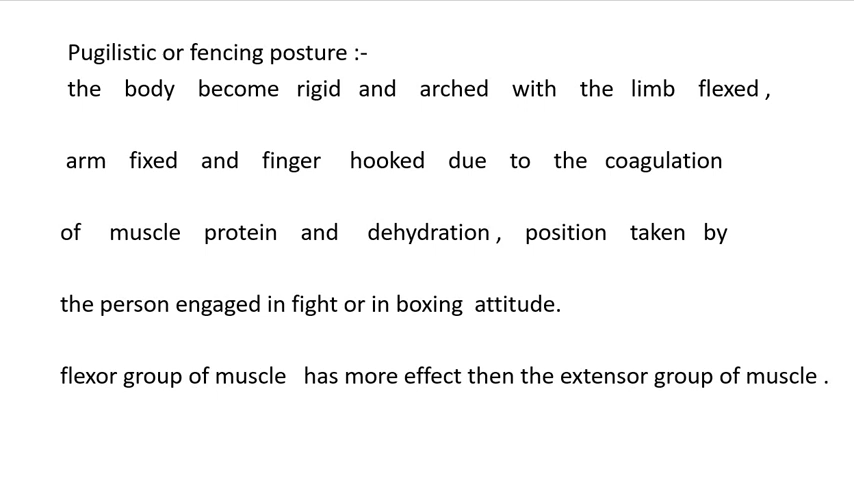 Pugilistic or fencing posture :-
the body become rigid and arched with the limb flexed ,
arm fixed and finger hooked due to the coagulation
of muscle protein and dehydration , position taken by
the person engaged in fight or in boxing attitude.
flexor group of muscle has more effect then the extensor group of muscle .